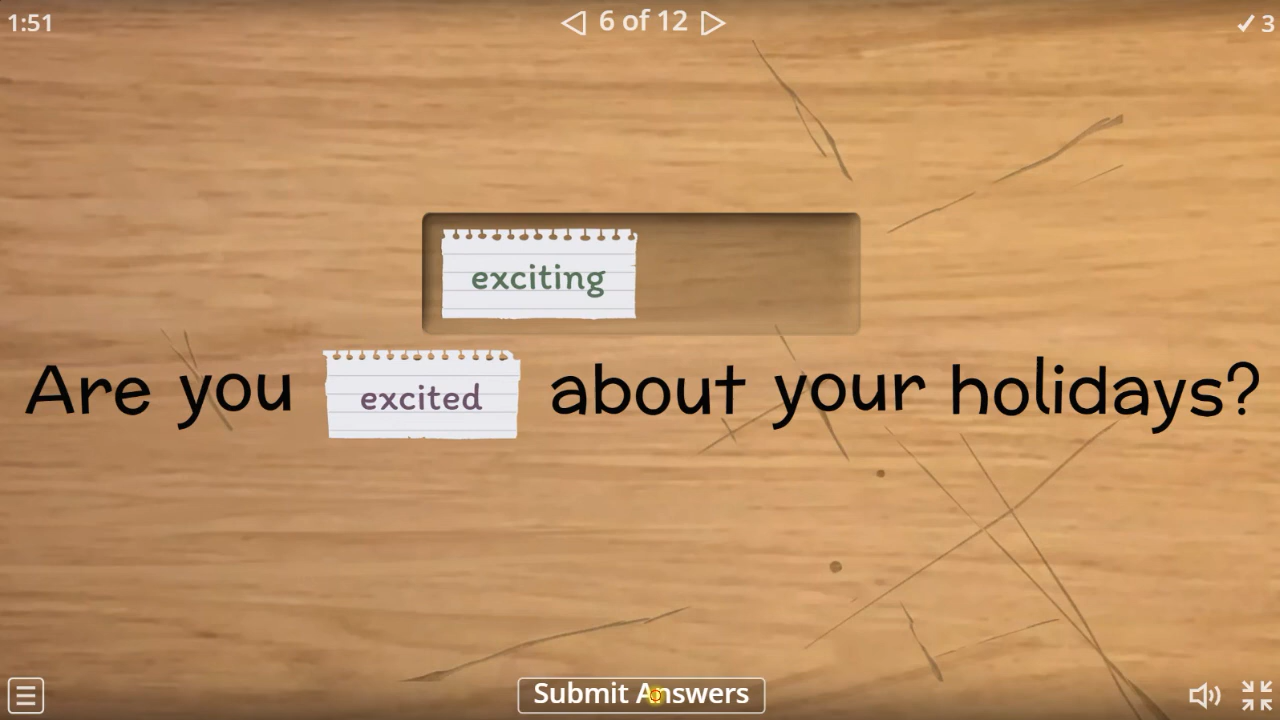 1:51
6 of 12
✓ 3
exciting
Are you excited about your holidays?
Submit Answers